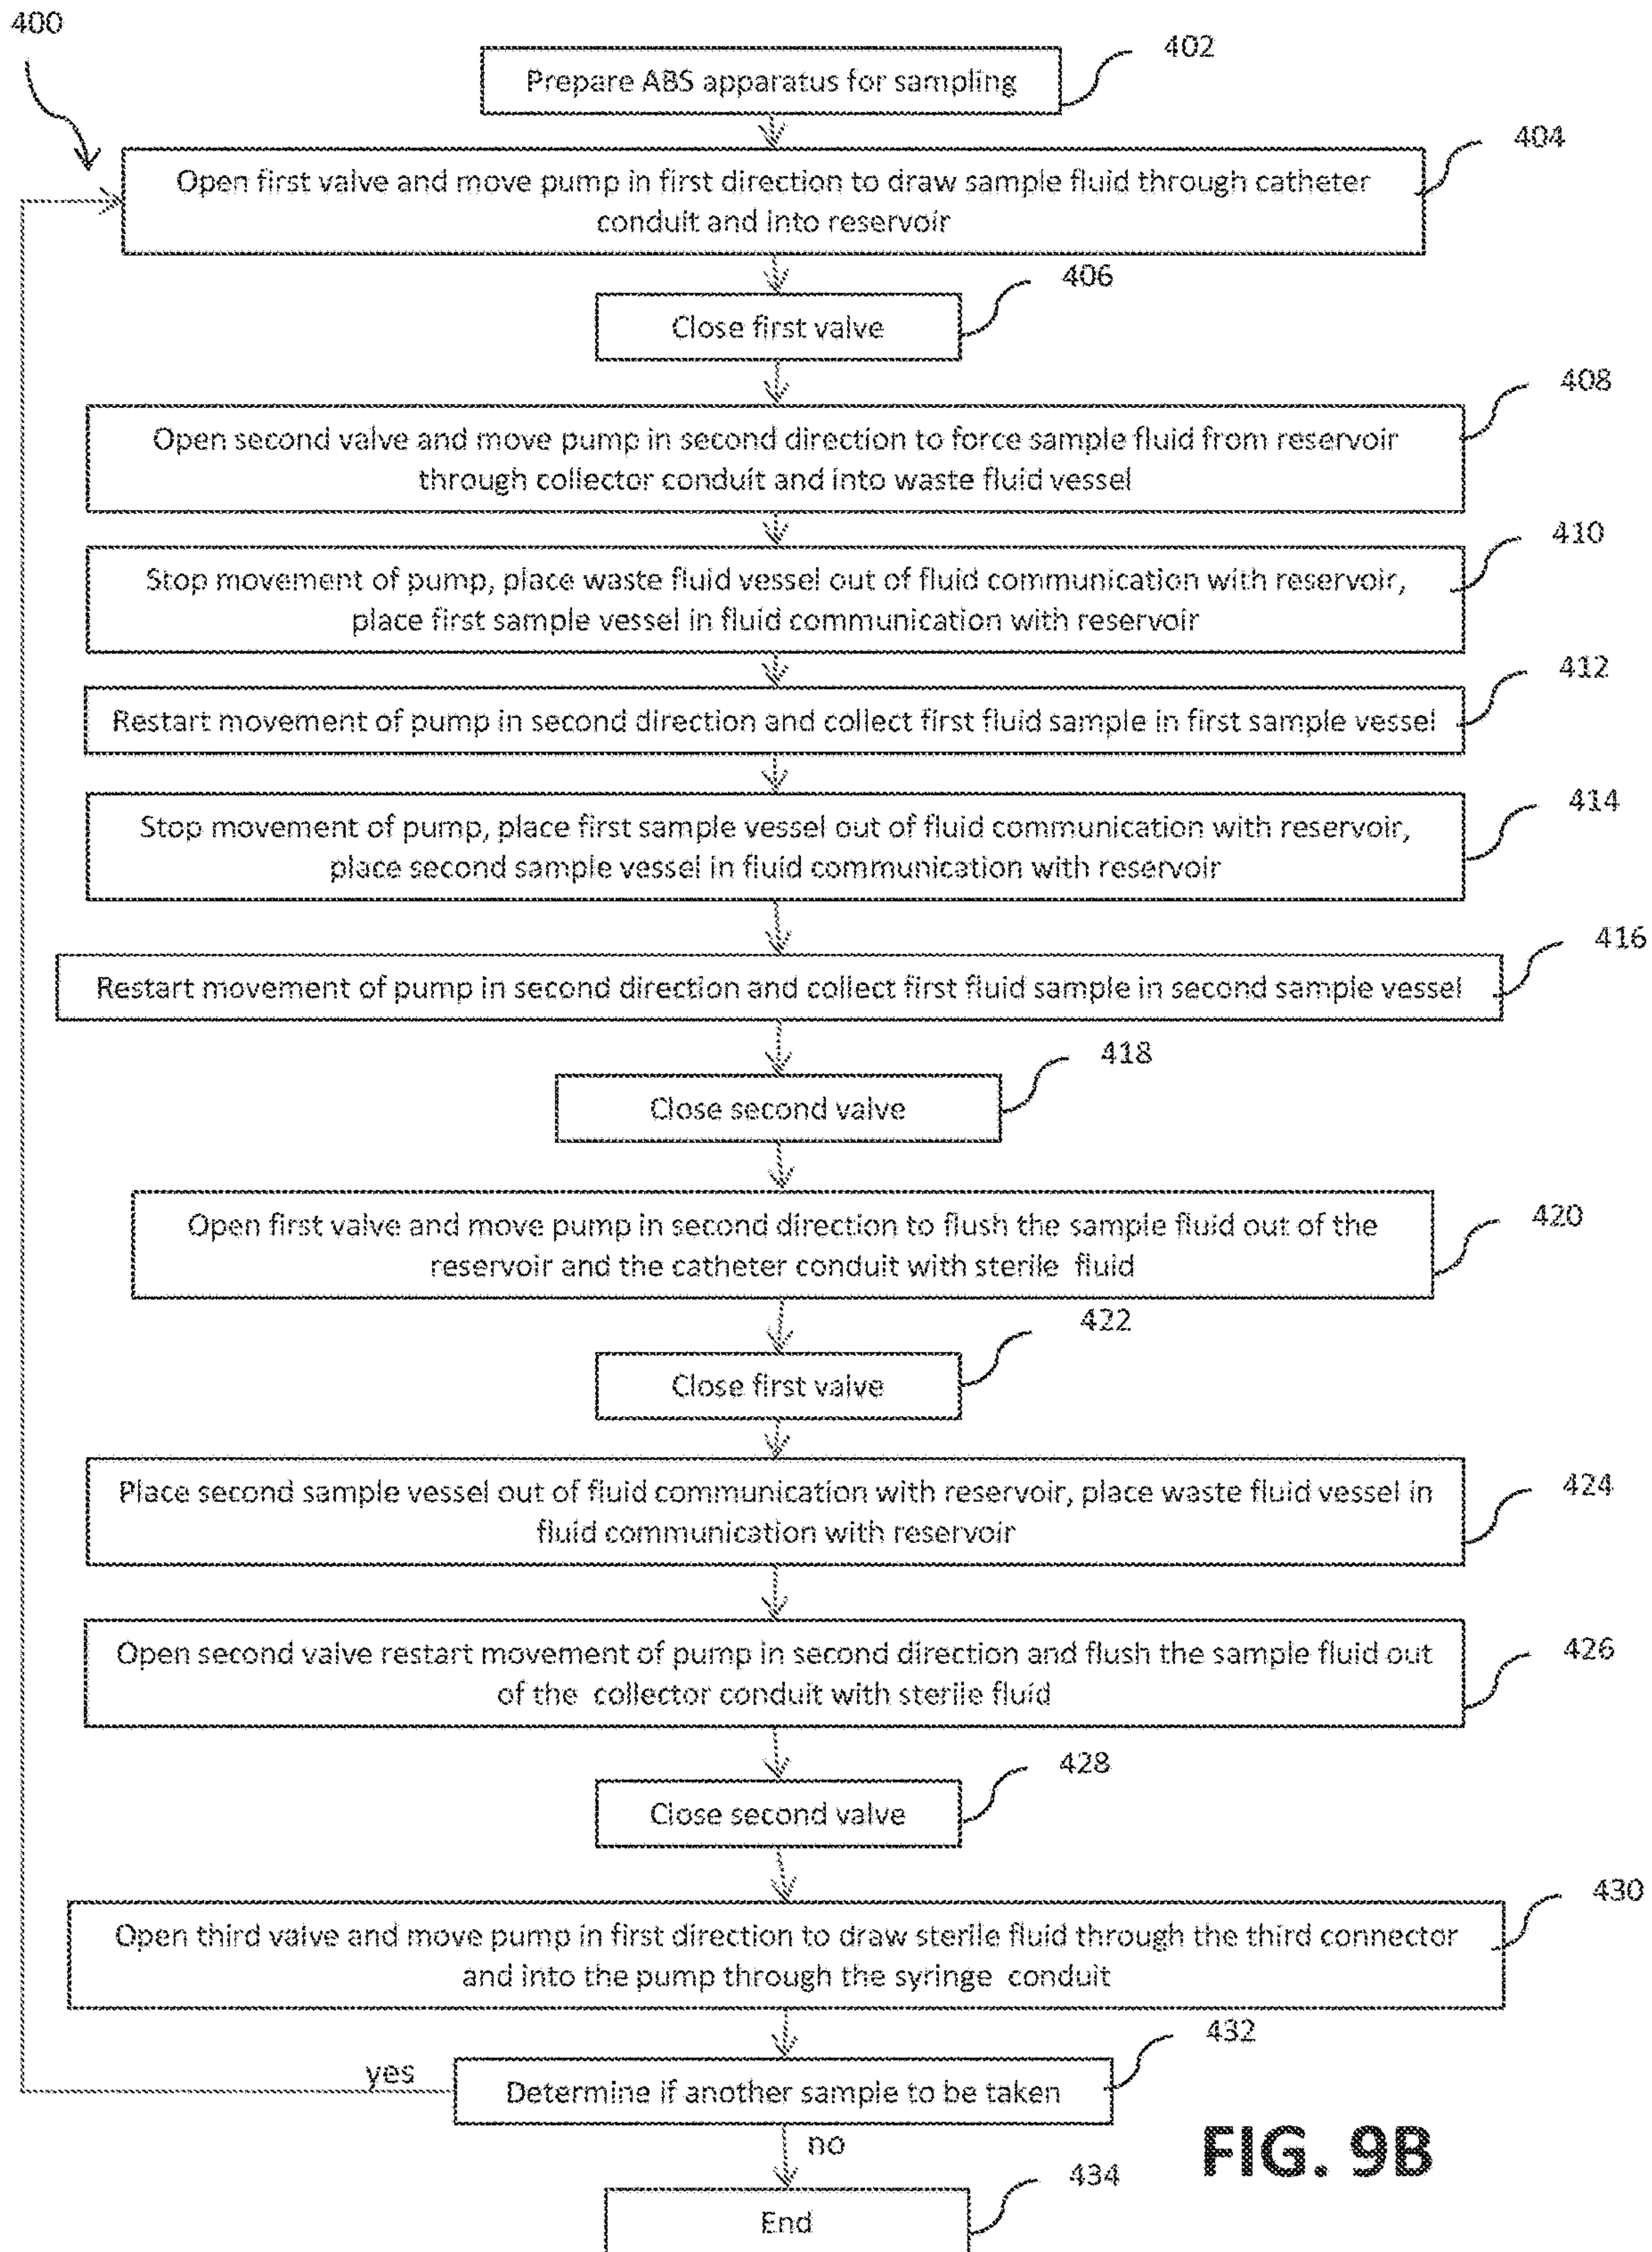 400
402
Prepare ABS apparatus for sampling
404
Open first valve and move pump in first direction to draw sample fluid through catheter
conduit and into reservoir
406
Close first valve
408
Open second valve and move pump in second direction to force sample fluid from reservoir
through collector conduit and into waste fluid vessel
410
Stop movement of pump, place waste fluid vessel out of fluid communication with reservoir,
place first sample vessel in fluid communication with reservoir
412
Restart movement of pump in second direction and collect first fluid sample in first sample vessel
414
Stop movement of pump, place first sample vessel out of fluid communication with reservoir,
place second sample vessel in fluid communication with reservoir
416
Restart movement of pump in second direction and collect first fluid sample in second sample vessel
418
Close second valve
420
Open first valve and move pump in second direction to flush the sample fluid out of the
reservoir and the catheter conduit with sterile fluid
422
Close first valve
424
Place second sample vessel out of fluid communication with reservoir, place waste fluid vessel in
fluid communication with reservoir
426
Open second valve restart movement of pump in second direction and flush the sample fluid out
of the collector conduit with sterile fluid
428
Close second valve
430
Open third valve and move pump in first direction to draw sterile fluid through the third connector
and into the pump through the syringe conduit
432
yes
Determine if another sample to be taken
no
434
End
FIG. 9B